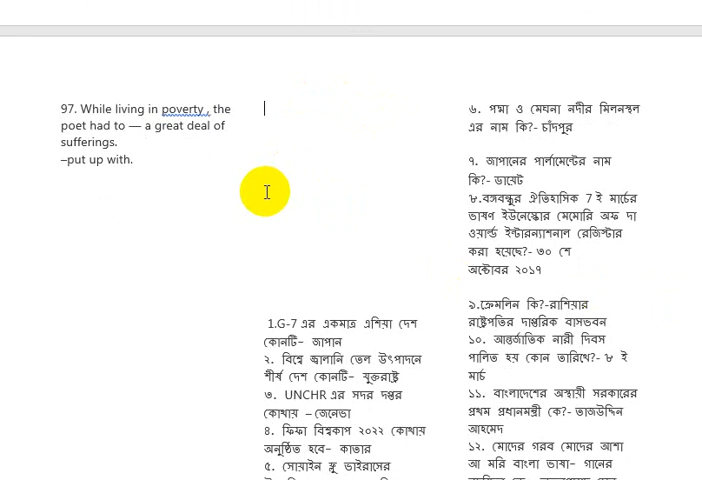 97. While living in poverty , the
poet had to — a great deal of
sufferings.
–put up with.
1.G-7 এর একমাত্র এশিয়া দেশ
কোনটি– জাপান
২. বিশ্বে জ্বালানি তেল উৎপাদনে
শীর্ষ দেশ কোনটি– যুক্তরাষ্ট্র
৩. UNCHR এর সদর দপ্তর
কোথায় –জেনেভা
৪. ফিফা বিশ্বকাপ ২০২২ কোথায়
অনুষ্ঠিত হবে– কাতার
৫. সোয়াইন ফ্লু ভাইরাসের
৬. পদ্মা ও মেঘনা নদীর মিলনস্থল
এর নাম কি?- চাঁদপুর
৭. জাপানের পার্লামেন্টের নাম
কি?- ডায়েট
৮.বঙ্গবন্ধুর ঐতিহাসিক 7 ই মার্চের
ভাষণ ইউনেস্কোর মেমোরি অফ দা
ওয়ার্ল্ড ইন্টারন্যাশনাল রেজিস্টার
করা হয়েছে?- ৩০ শে
অক্টোবর ২০১৭
৯.ক্রেমলিন কি?-রাশিয়ার
রাষ্ট্রপতির দাপ্তরিক বাসভবন
১০. আন্তর্জাতিক নারী দিবস
পালিত হয় কোন তারিখে?- ৮ ই
মার্চ
১১. বাংলাদেশের অস্থায়ী সরকারের
প্রথম প্রধানমন্ত্রী কে?- তাজউদ্দিন
আহমেদ
১২. মোদের গরব মোদের আশা
আ মরি বাংলা ভাষা– গানের